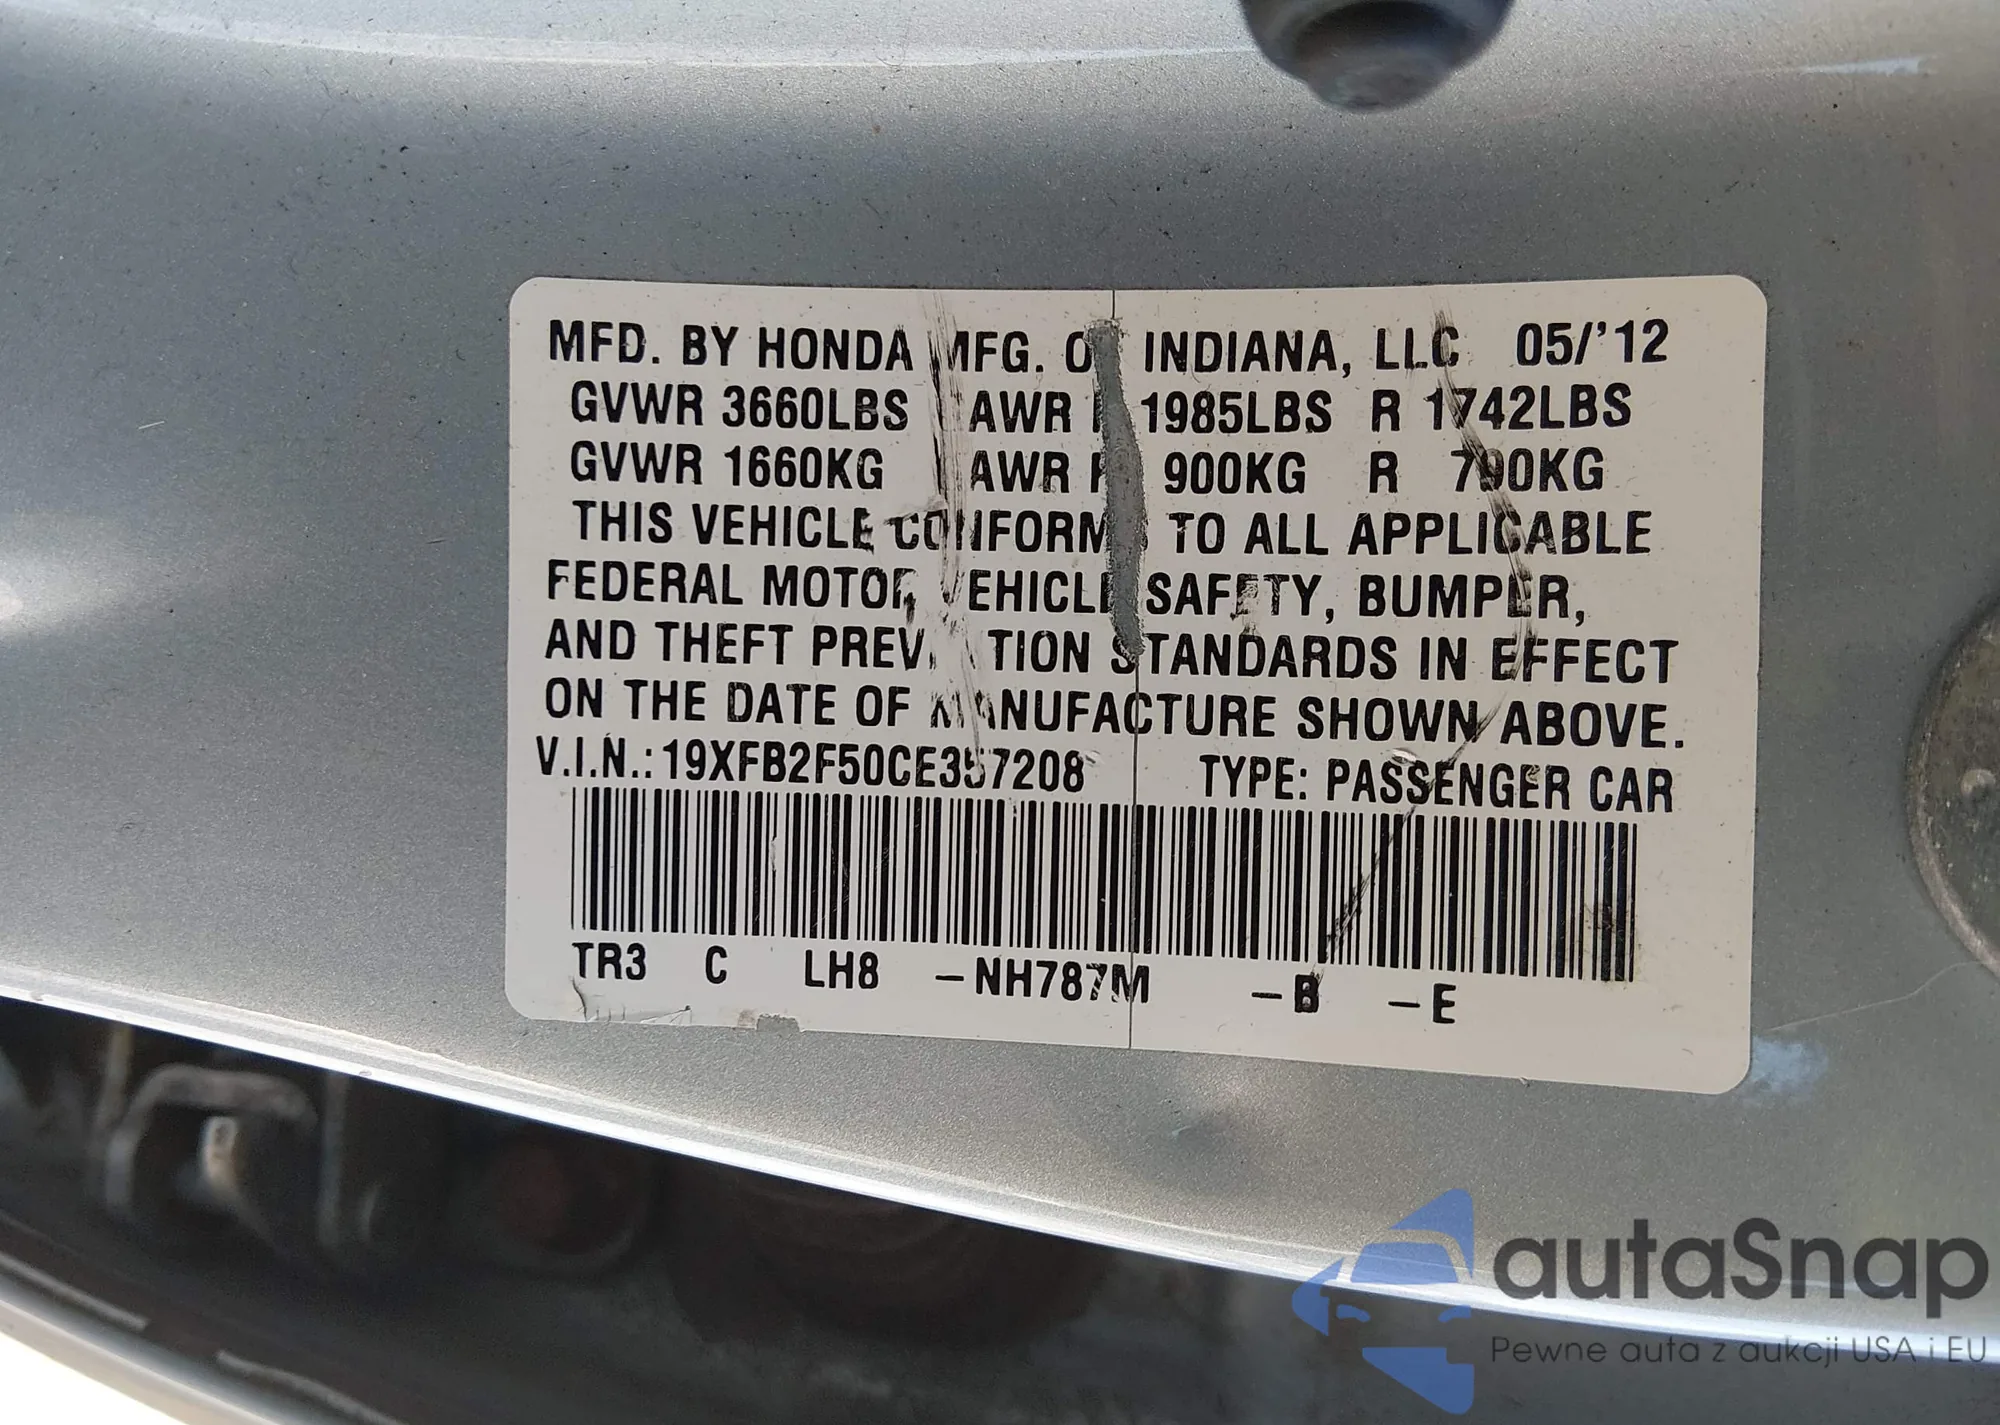 MFD. BY HONDA MFG. OF INDIANA, LLC 05/'12
GVWR 3660LBS GAWR F 1985LBS R 1742LBS
GVWR 1660KG GAWR F 900KG R 790KG
THIS VEHICLE CONFORMS TO ALL APPLICABLE
FEDERAL MOTOR VEHICLE SAFETY, BUMPER,
AND THEFT PREVENTION STANDARDS IN EFFECT
ON THE DATE OF MANUFACTURE SHOWN ABOVE.
V.I.N.: 19XFB2F50CE357208 TYPE: PASSENGER CAR
TR3 C LH8 -NH787M -B -E
autaSnap
Pewne auta z aukcji USA i EU